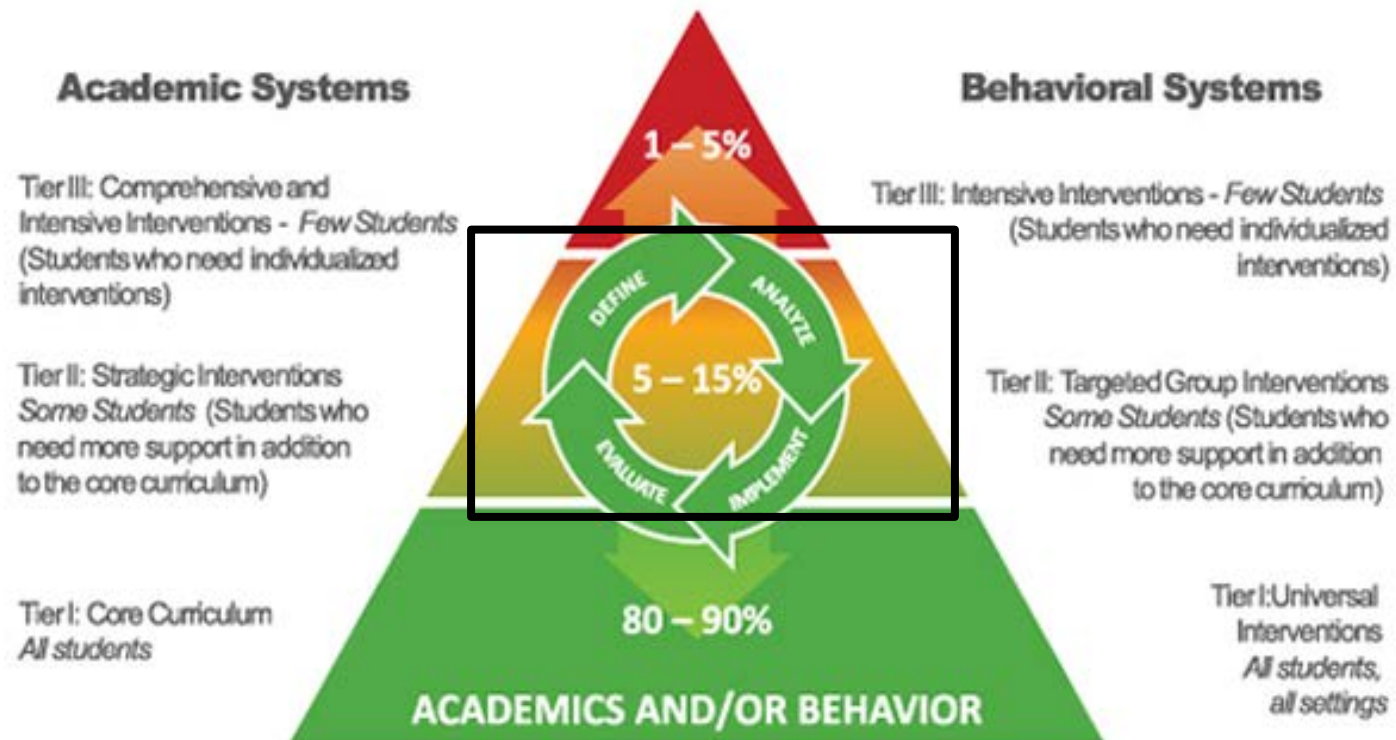 Academic Systems
Tier III: Comprehensive and
Intensive Interventions - Few Students
(Students who need individualized
interventions)
Tier II: Strategic Interventions
Some Students (Students who
need more support in addition
to the core curriculum)
Tier I: Core Curriculum
All students
1 – 5%
DEFINE
ANALYZE
5 – 15%
EVALUATE
IMPLEMENT
80 – 90%
ACADEMICS AND/OR BEHAVIOR
Behavioral Systems
Tier III: Intensive Interventions - Few Students
(Students who need individualized
interventions)
Tier II: Targeted Group Interventions
Some Students (Students who
need more support in addition
to the core curriculum)
Tier I:Universal
Interventions
All students,
all settings